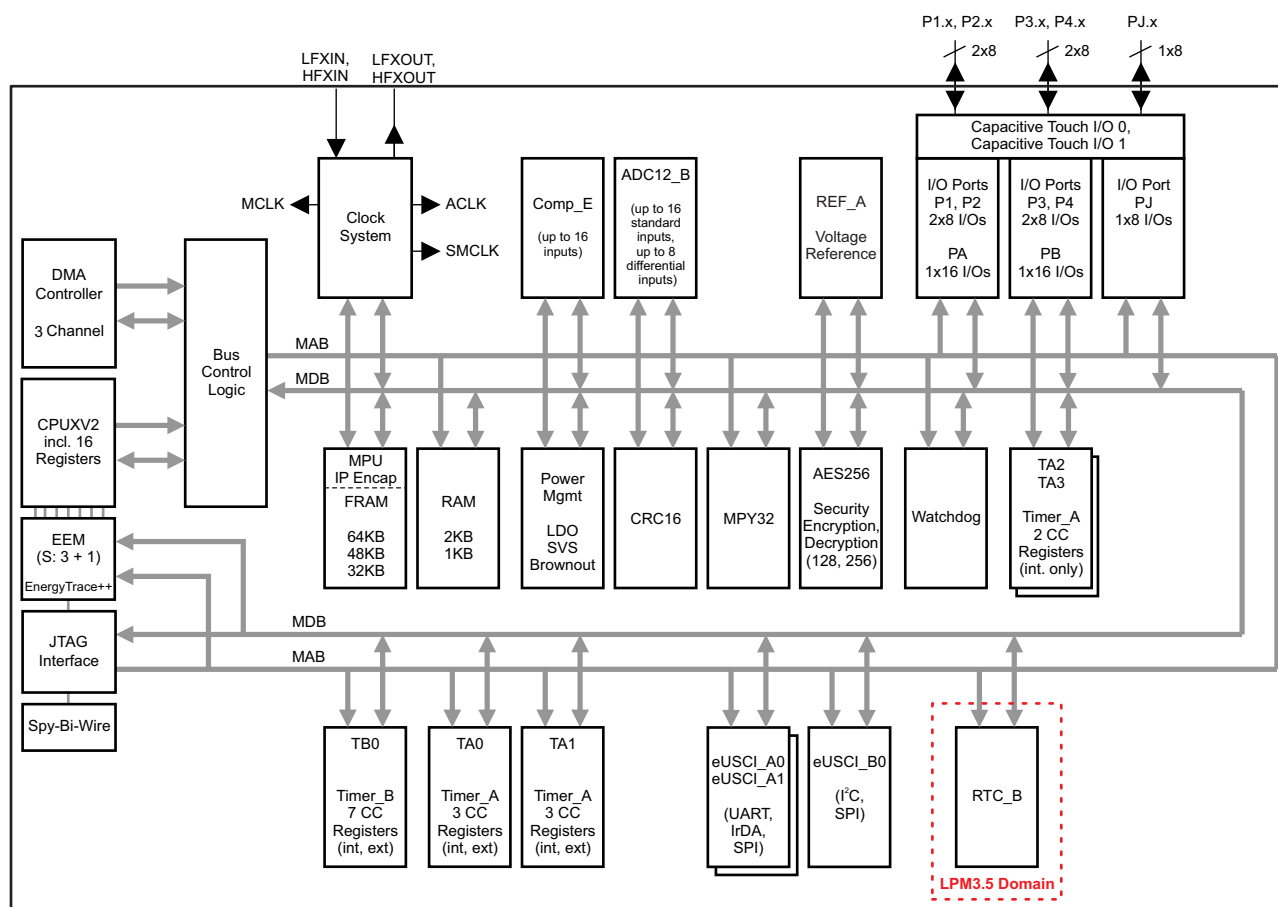 P1.x, P2.x
P3.x, P4.x
PJ.x
2x8
2x8
1x8
LFXIN,
HFXIN
LFXOUT,
HFXOUT
Capacitive Touch I/O 0,
Capacitive Touch I/O 1
MCLK
Clock
System
ACLK
SMCLK
Comp_E
(up to 16
inputs)
ADC12_B
(up to 16
standard
inputs,
up to 8
differential
inputs)
REF_A
Voltage
Reference
I/O Ports
P1, P2
2x8 I/Os
PA
1x16 I/Os
I/O Ports
P3, P4
2x8 I/Os
PB
1x16 I/Os
I/O Port
PJ
1x8 I/Os
DMA
Controller
3 Channel
Bus
Control
Logic
MAB
MDB
CPUXV2
incl. 16
Registers
MPU
IP Encap
FRAM
64KB
48KB
32KB
RAM
2KB
1KB
Power
Mgmt
LDO
SVS
Brownout
CRC16
MPY32
AES256
Security
Encryption,
Decryption
(128, 256)
Watchdog
TA2
TA3
Timer_A
2 CC
Registers
(int. only)
EEM
(S: 3 + 1)
EnergyTrace++
MDB
JTAG
Interface
MAB
Spy-Bi-Wire
TB0
Timer_B
7 CC
Registers
(int, ext)
TA0
Timer_A
3 CC
Registers
(int, ext)
TA1
Timer_A
3 CC
Registers
(int, ext)
eUSCI_A0
eUSCI_A1
(UART,
IrDA,
SPI)
eUSCI_B0
(I²C,
SPI)
RTC_B
LPM3.5 Domain